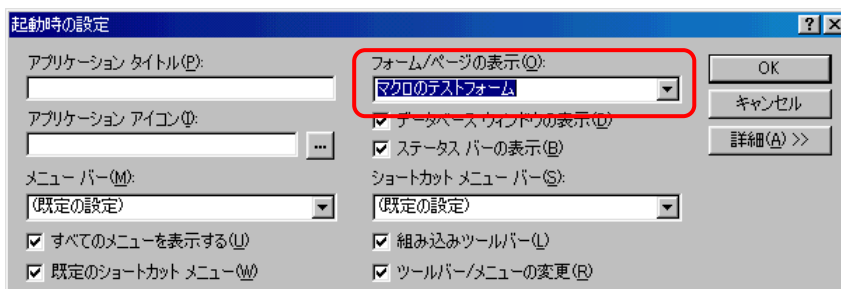 起動時の設定
アプリケーション タイトル(P):
アプリケーション アイコン(I):
...
メニュー バー(M):
(既定の設定)
すべてのメニューを表示する(U)
既定のショートカット メニュー(W)
フォーム/ページの表示(O):
マクロのテストフォーム
データベース ウィンドウの表示(D)
ステータス バーの表示(B)
ショートカット メニュー バー(S):
(既定の設定)
組み込みツールバー(L)
ツールバー/メニューの変更(R)
OK
キャンセル
詳細(A) >>